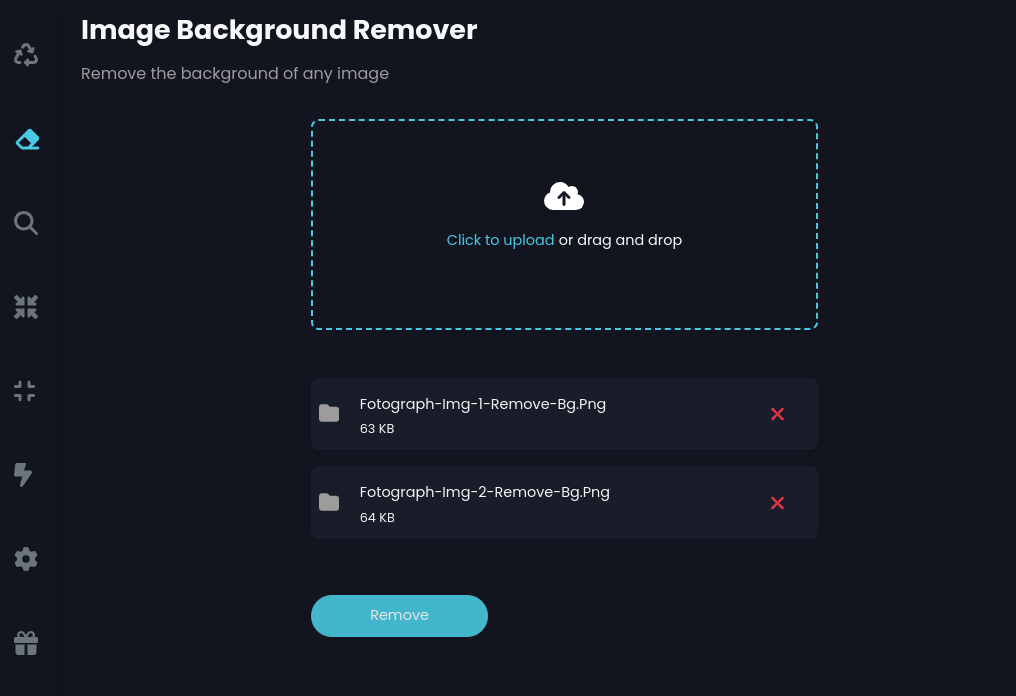 Image Background Remover
Remove the background of any image
Click to upload or drag and drop
Fotograph-Img-1-Remove-Bg.Png
63 KB
Fotograph-Img-2-Remove-Bg.Png
64 KB
Remove